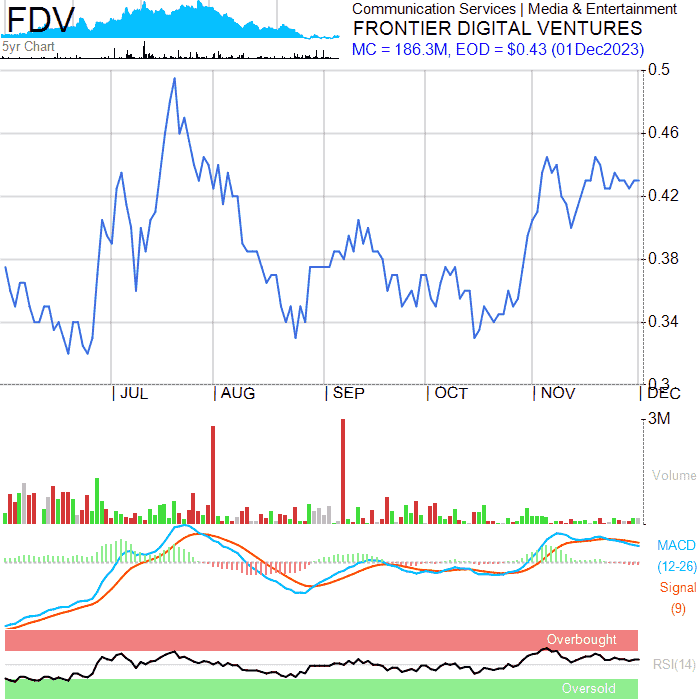 FDV
5yr Chart
Communication Services | Media & Entertainment
FRONTIER DIGITAL VENTURES
MC = 186.3M, EOD = $0.43 (01Dec2023)
0.5
0.46
0.42
0.38
0.34
0.3
JUL AUG SEP OCT NOV DEC
3M
Volume
MACD
(12-26)
Signal
(9)
Overbought
RSI(14)
Oversold